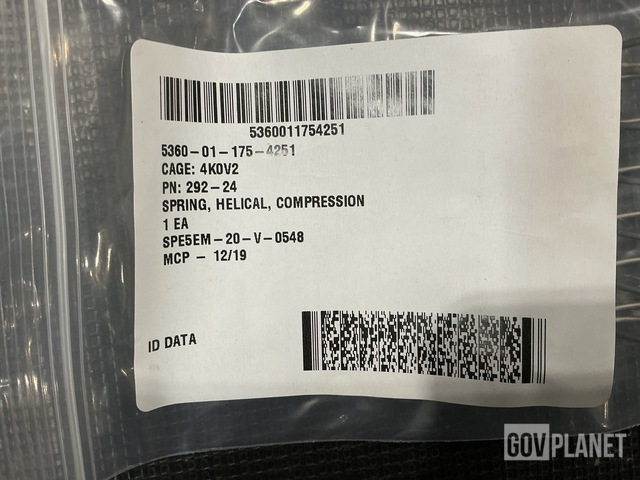 5360011754251
5360-01-175-4251
CAGE: 4K0V2
PN: 292-24
SPRING, HELICAL, COMPRESSION
1 EA
SPE5EM-20-V-0548
MCP - 12/19
ID DATA
GOVPLANET